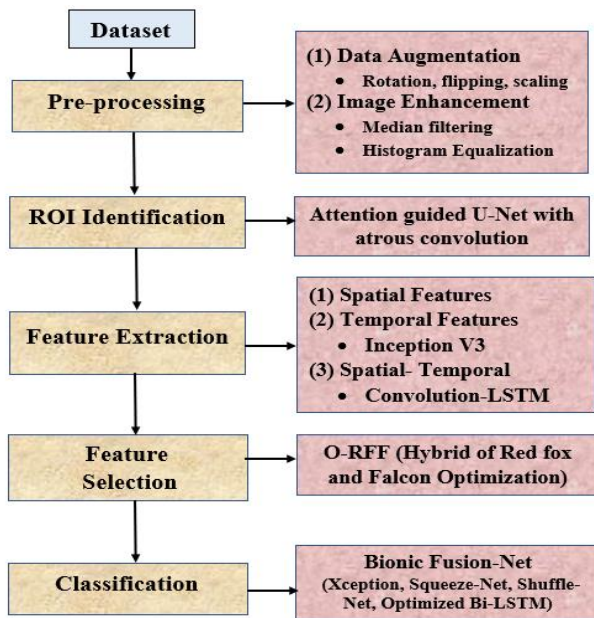 Dataset
Pre-processing
(1) Data Augmentation
• Rotation, flipping, scaling
(2) Image Enhancement
• Median filtering
• Histogram Equalization
ROI Identification
Attention guided U-Net with
atrous convolution
Feature Extraction
(1) Spatial Features
(2) Temporal Features
• Inception V3
(3) Spatial- Temporal
• Convolution-LSTM
Feature
Selection
O-RFF (Hybrid of Red fox
and Falcon Optimization)
Classification
Bionic Fusion-Net
(Xception, Squeeze-Net, Shuffle-
Net, Optimized Bi-LSTM)